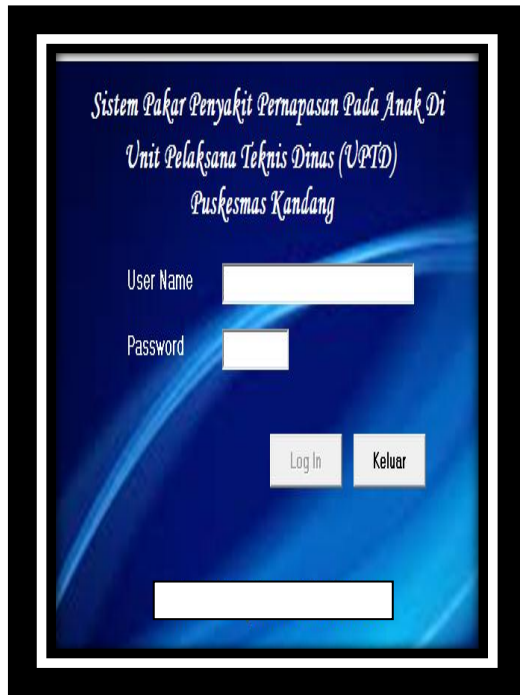 Sistem Pakar Penyakit Pernapasan Pada Anak Di
Unit Pelaksana Teknis Dinas (UPTD)
Puskesmas Kandang
User Name
Password
Log In
Keluar